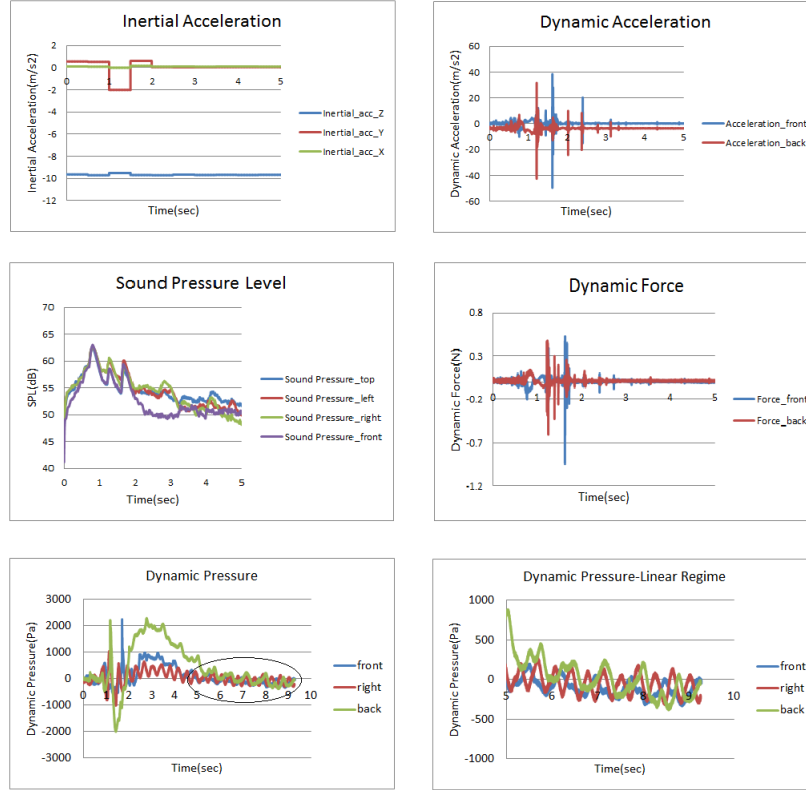 Inertial Acceleration
Inertial Acceleration(m/s2)
2
0
-2
-4
-6
-8
-10
-12
0 1 2 3 4 5
Time(sec)
Inertial_acc_Z
Inertial_acc_Y
Inertial_acc_X
Dynamic Acceleration
Dynamic Acceleration(m/s2)
60
40
20
0
-20
-40
-60
0 1 2 3 4 5
Time(sec)
Acceleration_front
Acceleration_back
Sound Pressure Level
SPL(dB)
70
65
60
55
50
45
40
0 1 2 3 4 5
Time(sec)
Sound Pressure_top
Sound Pressure_left
Sound Pressure_right
Sound Pressure_front
Dynamic Force
Dynamic Force(N)
0.8
0.3
-0.2
-0.7
-1.2
0 1 2 3 4 5
Time(sec)
Force_front
Force_back
Dynamic Pressure
Dynamic Pressure(Pa)
3000
2000
1000
0
-1000
-2000
-3000
0 1 2 3 4 5 6 7 8 9 10
Time(sec)
front
right
back
Dynamic Pressure-Linear Regime
Dynamic Pressure(Pa)
1000
500
0
-500
-1000
5 6 7 8 9 10
Time(sec)
front
right
back